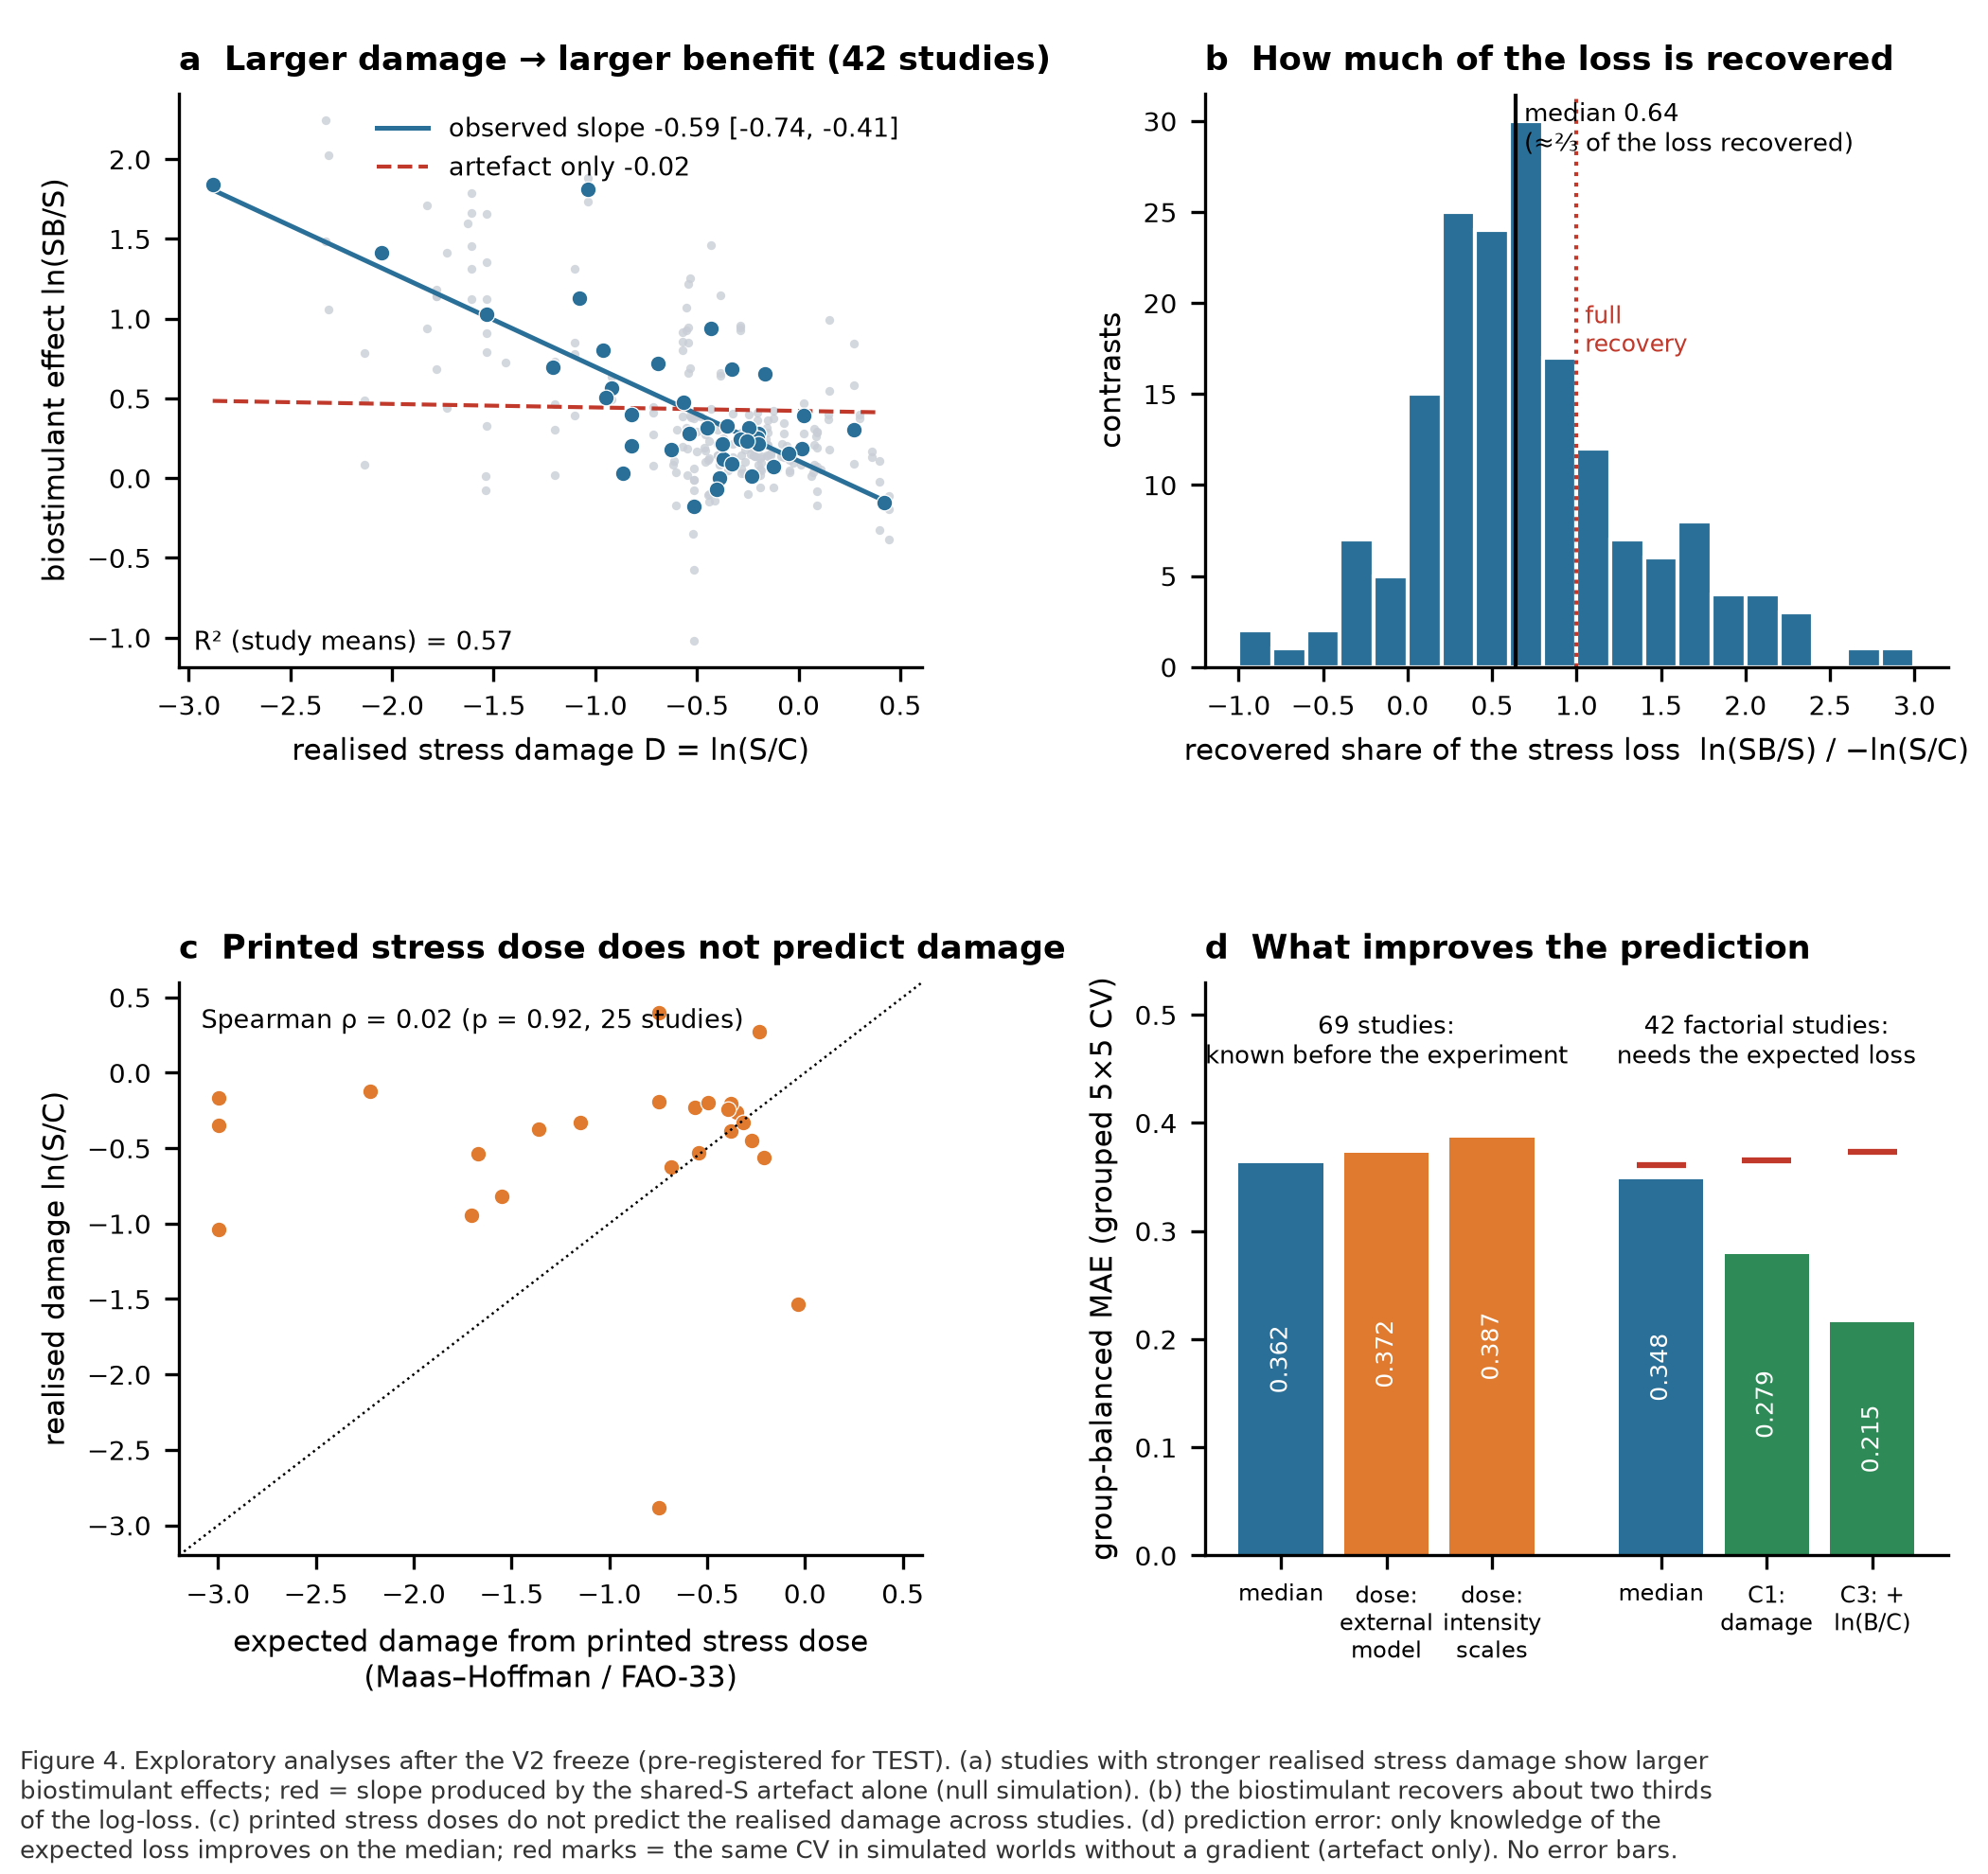 a Larger damage → larger benefit (42 studies)
observed slope -0.59 [-0.74, -0.41]
artefact only -0.02
biostimulant effect ln(SB/S)
2.0
1.5
1.0
0.5
0.0
−0.5
−1.0
R² (study means) = 0.57
−3.0 −2.5 −2.0 −1.5 −1.0 −0.5 0.0 0.5
realised stress damage D = ln(S/C)
b How much of the loss is recovered
median 0.64
(≈⅔ of the loss recovered)
full
recovery
contrasts
30
25
20
15
10
5
0
−1.0 −0.5 0.0 0.5 1.0 1.5 2.0 2.5 3.0
recovered share of the stress loss ln(SB/S) / −ln(S/C)
c Printed stress dose does not predict damage
Spearman ρ = 0.02 (p = 0.92, 25 studies)
realised damage ln(S/C)
0.5
0.0
−0.5
−1.0
−1.5
−2.0
−2.5
−3.0
−3.0 −2.5 −2.0 −1.5 −1.0 −0.5 0.0 0.5
expected damage from printed stress dose
(Maas–Hoffman / FAO-33)
d What improves the prediction
group-balanced MAE (grouped 5×5 CV)
0.5
0.4
0.3
0.2
0.1
0.0
69 studies:
known before the experiment
42 factorial studies:
needs the expected loss
0.362
0.372
0.387
0.348
0.279
0.215
median
dose:
external
model
dose:
intensity
scales
median
C1:
damage
C3: +
ln(B/C)
Figure 4. Exploratory analyses after the V2 freeze (pre-registered for TEST). (a) studies with stronger realised stress damage show larger
biostimulant effects; red = slope produced by the shared-S artefact alone (null simulation). (b) the biostimulant recovers about two thirds
of the log-loss. (c) printed stress doses do not predict the realised damage across studies. (d) prediction error: only knowledge of the
expected loss improves on the median; red marks = the same CV in simulated worlds without a gradient (artefact only). No error bars.